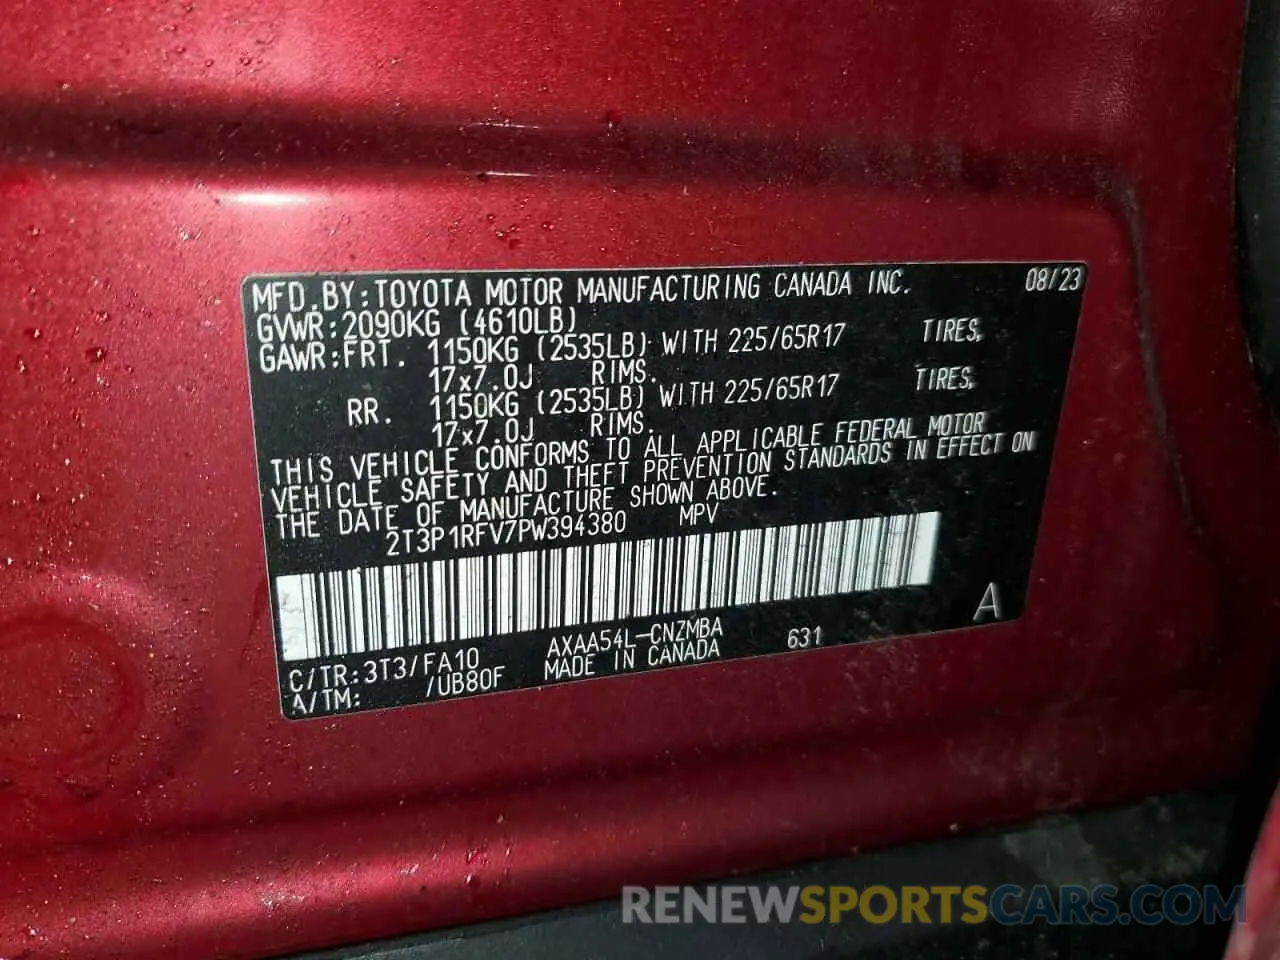 MFD.BY:TOYOTA MOTOR MANUFACTURING CANADA INC. 08/23
GVWR:2090KG (4610LB)
GAWR:FRT. 1150KG (2535LB) WITH 225/65R17 TIRES,
17x7.0J RIMS.
RR. 1150KG (2535LB) WITH 225/65R17 TIRES,
17x7.0J RIMS.
THIS VEHICLE CONFORMS TO ALL APPLICABLE FEDERAL MOTOR
VEHICLE SAFETY AND THEFT PREVENTION STANDARDS IN EFFECT ON
THE DATE OF MANUFACTURE SHOWN ABOVE.
2T3P1RFV7PW394380 MPV
A
C/TR:3T3/FA10 AXAA54L-CNZMBA 631
A/TM: /UB80F MADE IN CANADA
RENEWSPORTSCARS.COM